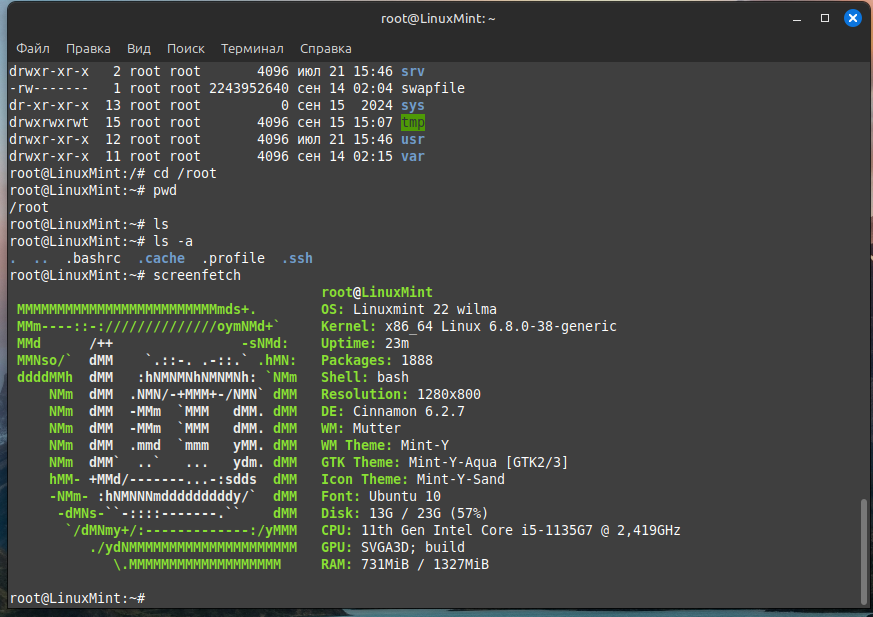 root@LinuxMint: ~
Файл Правка Вид Поиск Терминал Справка
drwxr-xr-x   2 root root       4096 июл 21 15:46 srv
-rw-------   1 root root 2243952640 сен 14 02:04 swapfile
dr-xr-xr-x  13 root root          0 сен 15  2024 sys
drwxrwxrwt  15 root root       4096 сен 15 15:07 tmp
drwxr-xr-x  12 root root       4096 июл 21 15:46 usr
drwxr-xr-x  11 root root       4096 сен 14 02:15 var
root@LinuxMint:/# cd /root
root@LinuxMint:~# pwd
/root
root@LinuxMint:~# ls
root@LinuxMint:~# ls -a
.  ..  .bashrc  .cache  .profile  .ssh
root@LinuxMint:~# screenfetch
                                       root@LinuxMint
 MMMMMMMMMMMMMMMMMMMMMMMMMmds+.        OS: Linuxmint 22 wilma
 MMm----::-://////////////oymNMd+`     Kernel: x86_64 Linux 6.8.0-38-generic
 MMd      /++                -sNMd:    Uptime: 23m
 MMNso/`  dMM    `.::-. .-::.` .hMN:   Packages: 1888
 ddddMMh  dMM   :hNMNMNhNMNMNh: `NMm   Shell: bash
     NMm  dMM  .NMN/-+MMM+-/NMN` dMM   Resolution: 1280x800
     NMm  dMM  -MMm  `MMM   dMM. dMM   DE: Cinnamon 6.2.7
     NMm  dMM  -MMm  `MMM   dMM. dMM   WM: Mutter
     NMm  dMM  .mmd  `mmm   yMM. dMM   WM Theme: Mint-Y
     NMm  dMM`  ..`   ...   ydm. dMM   GTK Theme: Mint-Y-Aqua [GTK2/3]
     hMM- +MMd/-------...-:sdds  dMM   Icon Theme: Mint-Y-Sand
     -NMm- :hNMNNNmdddddddddy/`  dMM   Font: Ubuntu 10
      -dMNs-``-::::-------.``    dMM   Disk: 13G / 23G (57%)
       `/dMNmy+/:-------------:/yMMM   CPU: 11th Gen Intel Core i5-1135G7 @ 2,419GHz
          ./ydNMMMMMMMMMMMMMMMMMMMMM   GPU: SVGA3D; build
             \.MMMMMMMMMMMMMMMMMMM     RAM: 731MiB / 1327MiB
root@LinuxMint:~#